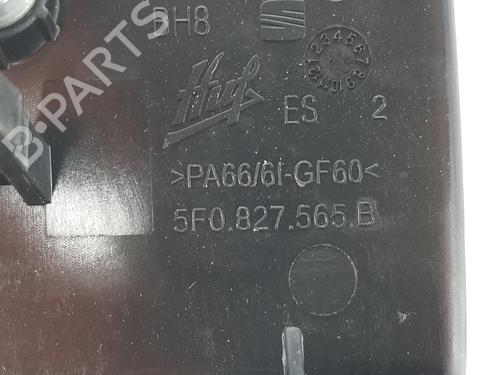 BH8
Huf
ES 2
>PA66/6I-GF60<
5F0.827.565.B
B-PARTS